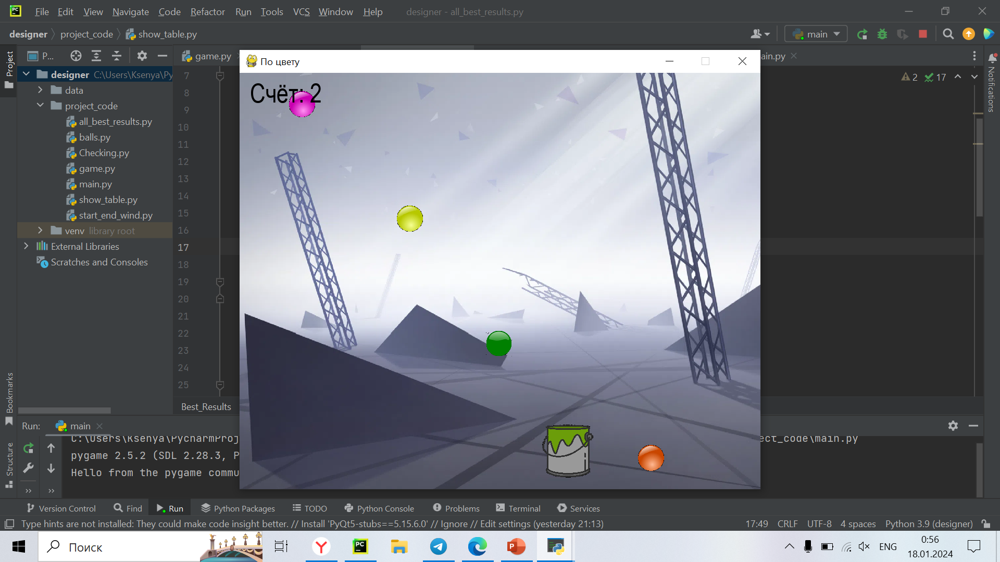 File Edit View Navigate Code Refactor Run Tools VCS Window Help designer - all_best_results.py
designer project_code show_table.py main
Project P... game.py ain.py
По цвету
designer C:\Users\Ksenya\Py
data
project_code
all_best_results.py
balls.py
Checking.py
game.py
main.py
show_table.py
start_end_wind.py
venv library root
External Libraries
Scratches and Consoles
7
8
9
10
11
12
13
14
15
16
17
18
19
20
21
22
23
24
25
Счёт: 2
2 17
Notifications
Bookmarks
Structure
Best_Results
Run: main
C:\Users\Ksenya\PycharmProj ect_code\main.py
pygame 2.5.2 (SDL 2.28.3, P
Hello from the pygame commu
Version Control Find Run Python Packages TODO Python Console Problems Terminal Services
Type hints are not installed: They could make code insight better. // Install 'PyQt5-stubs==5.15.6.0' // Ignore // Edit settings (yesterday 21:13) 17:49 CRLF UTF-8 4 spaces Python 3.9 (designer)
Поиск PC ENG 0:56
18.01.2024